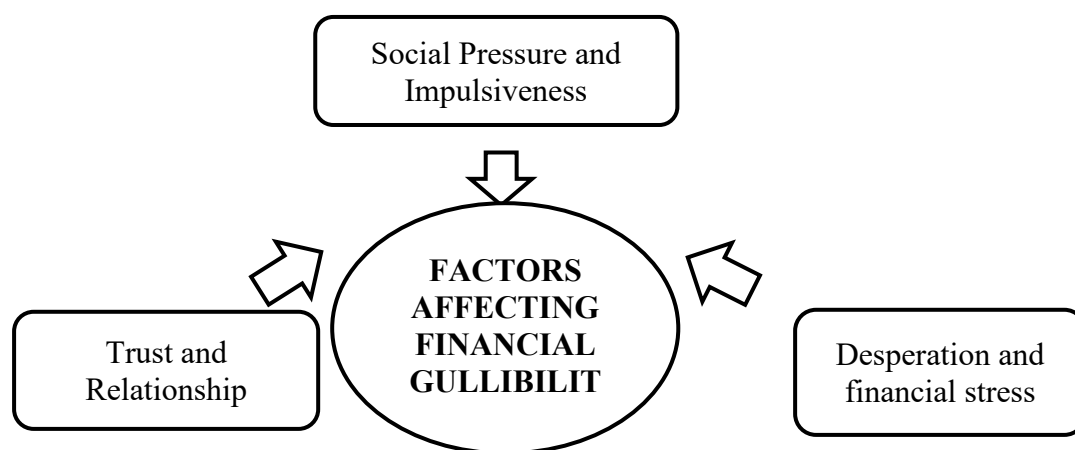 Social Pressure and
Impulsiveness
FACTORS
AFFECTING
FINANCIAL
GULLIBILIT
Trust and
Relationship
Desperation and
financial stress